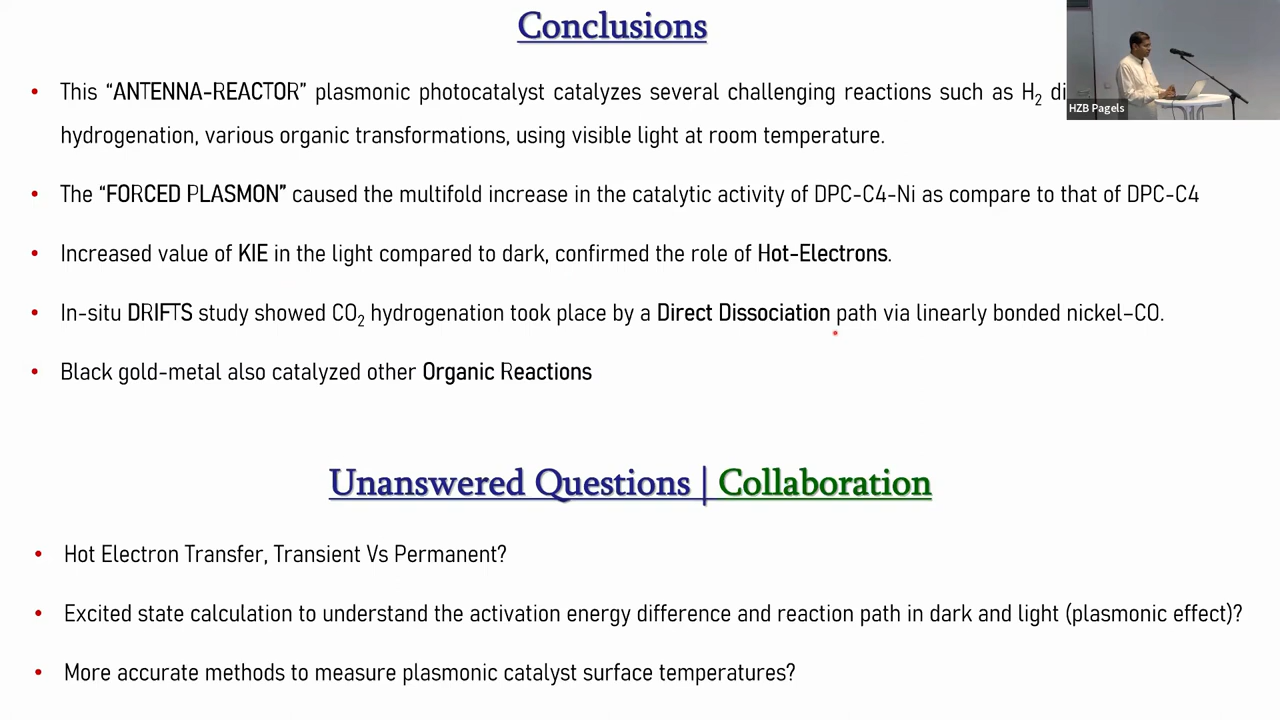 Conclusions
• This “ANTENNA-REACTOR” plasmonic photocatalyst catalyzes several challenging reactions such as H2
HZB Pagels
hydrogenation, various organic transformations, using visible light at room temperature.
• The “FORCED PLASMON” caused the multifold increase in the catalytic activity of DPC-C4-Ni as compare to that of DPC-C4
• Increased value of KIE in the light compared to dark, confirmed the role of Hot-Electrons.
• In-situ DRIFTS study showed CO2 hydrogenation took place by a Direct Dissociation path via linearly bonded nickel–CO.
• Black gold-metal also catalyzed other Organic Reactions
Unanswered Questions | Collaboration
• Hot Electron Transfer, Transient Vs Permanent?
• Excited state calculation to understand the activation energy difference and reaction path in dark and light (plasmonic effect)?
• More accurate methods to measure plasmonic catalyst surface temperatures?